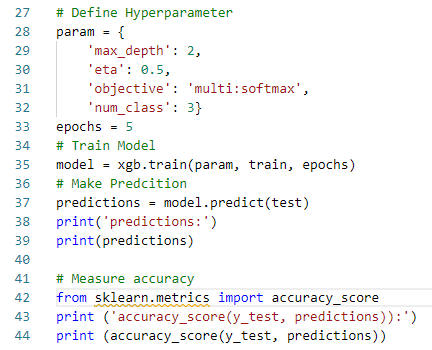 27 # Define Hyperparameter
28 param = {
29     'max_depth': 2,
30     'eta': 0.5,
31     'objective': 'multi:softmax',
32     'num_class': 3}
33 epochs = 5
34 # Train Model
35 model = xgb.train(param, train, epochs)
36 # Make Predcition
37 predictions = model.predict(test)
38 print('predictions:')
39 print(predictions)
40
41 # Measure accuracy
42 from sklearn.metrics import accuracy_score
43 print ('accuracy_score(y_test, predictions)):')
44 print (accuracy_score(y_test, predictions))